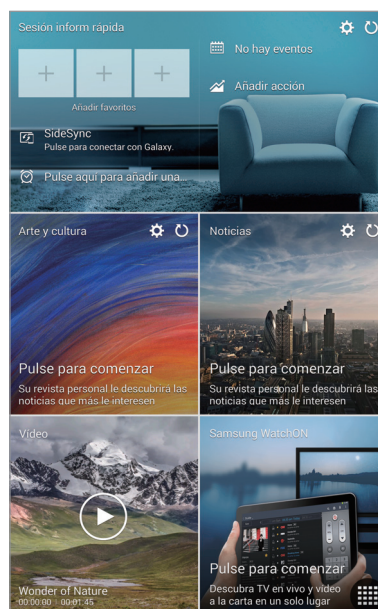 Sesión inform rápida
No hay eventos
Añadir acción
Añadir favoritos
SideSync
Pulse para conectar con Galaxy.
Pulse aquí para añadir una...
Arte y cultura
Noticias
Pulse para comenzar
Su revista personal le descubrirá las
noticias que más le interesen
Pulse para comenzar
Su revista personal le descubrirá las
noticias que más le interesen
Vídeo
Wonder of Nature
00:00:00 00:01:45
Samsung WatchON
Pulse para comenzar
Descubra TV en vivo y vídeo
a la carta en un solo lugar